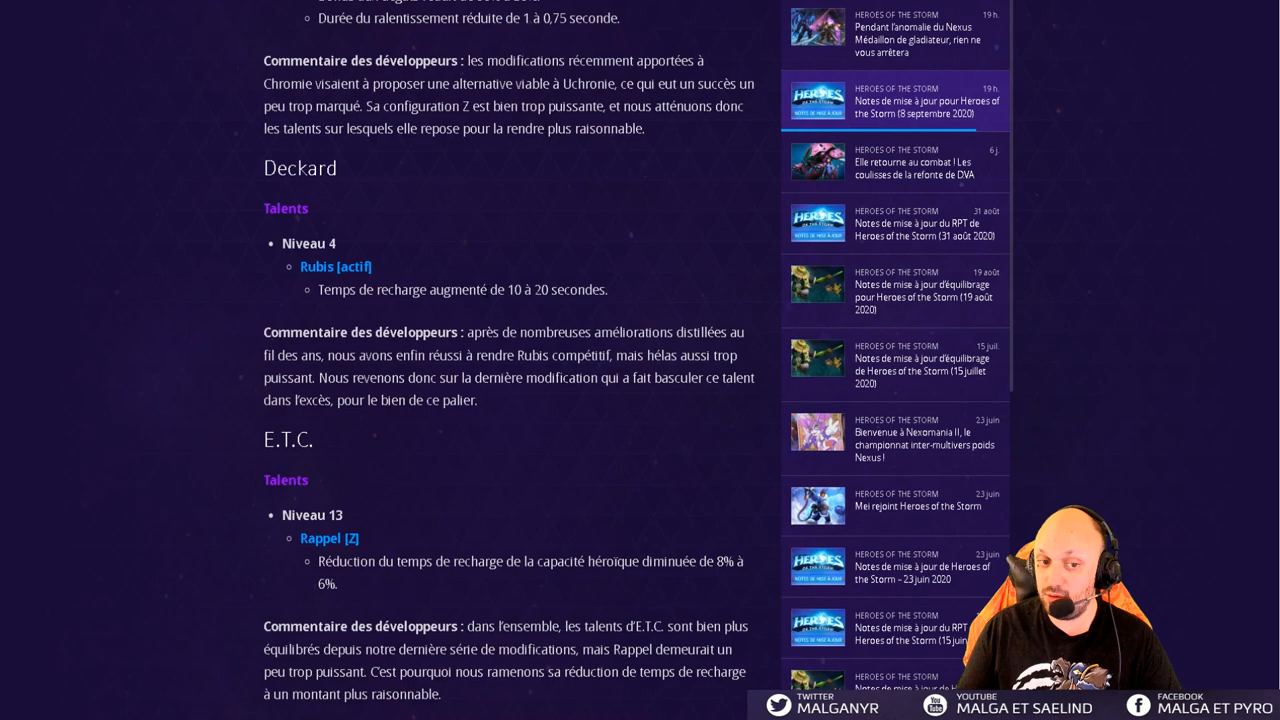 Durée du ralentissement réduite de 1 à 0,75 seconde.
Commentaire des développeurs : les modifications récemment apportées à
Chromie visaient à proposer une alternative viable à Uchronie, ce qui eut un succès un
peu trop marqué. Sa configuration Z est bien trop puissante, et nous atténuons donc
les talents sur lesquels elle repose pour la rendre plus raisonnable.
Deckard
Talents
Niveau 4
Rubis [actif]
Temps de recharge augmenté de 10 à 20 secondes.
Commentaire des développeurs : après de nombreuses améliorations distillées au
fil des ans, nous avons enfin réussi à rendre Rubis compétitif, mais hélas aussi trop
puissant. Nous revenons donc sur la dernière modification qui a fait basculer ce talent
dans l'excès, pour le bien de ce palier.
E.T.C.
Talents
Niveau 13
Rappel [Z]
Réduction du temps de recharge de la capacité héroïque diminuée de 8% à
6%.
Commentaire des développeurs : dans l'ensemble, les talents d'E.T.C. sont bien plus
équilibrés depuis notre dernière série de modifications, mais Rappel demeurait un
peu trop puissant. C'est pourquoi nous ramenons sa réduction de temps de recharge
à un montant plus raisonnable.
HEROES OF THE STORM 19 h.
Pendant l'anomalie du Nexus
Médaillon de gladiateur, rien ne
vous arrêtera
HEROES OF THE STORM 19 h.
Notes de mise à jour pour Heroes of
the Storm (8 septembre 2020)
HEROES OF THE STORM 6 j.
Elle retourne au combat ! Les
coulisses de la refonte de D.VA
HEROES OF THE STORM 31 août
Notes de mise à jour du RPT de
Heroes of the Storm (31 août 2020)
HEROES OF THE STORM 19 août
Notes de mise à jour d'équilibrage
pour Heroes of the Storm (19 août
2020)
HEROES OF THE STORM 15 juil.
Notes de mise à jour d'équilibrage
de Heroes of the Storm (15 juillet
2020)
HEROES OF THE STORM 23 juin
Bienvenue à Nexomania II, le
championnat inter-multivers poids
Nexus !
HEROES OF THE STORM 23 juin
Mei rejoint Heroes of the Storm
HEROES OF THE STORM 23 juin
Notes de mise à jour de Heroes of
the Storm – 23 juin 2020
HEROES OF THE STORM
Notes de mise à jour du RPT
Heroes of the Storm (15 juin
HEROES OF THE STORM
TWITTER
MALGANYR
YOUTUBE
MALGA ET SAELIND
FACEBOOK
MALGA ET PYRO